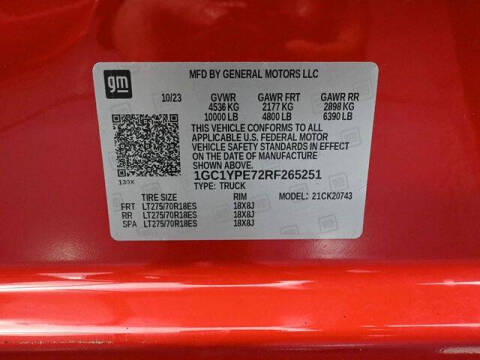 gm
MFD BY GENERAL MOTORS LLC
10/23 GVWR GAWR FRT GAWR RR
4536 KG 2177 KG 2898 KG
10000 LB 4800 LB 6390 LB
THIS VEHICLE CONFORMS TO ALL
APPLICABLE U.S. FEDERAL MOTOR
VEHICLE SAFETY STANDARDS IN EFFECT
ON THE DATE OF MANUFACTURE
SHOWN ABOVE.
1GC1YPE72RF265251
TYPE: TRUCK
TIRE SIZE RIM MODEL: 21CK20743
FRT LT275/70R18ES 18X8J
RR LT275/70R18ES 18X8J
SPA LT275/70R18ES 18X8J